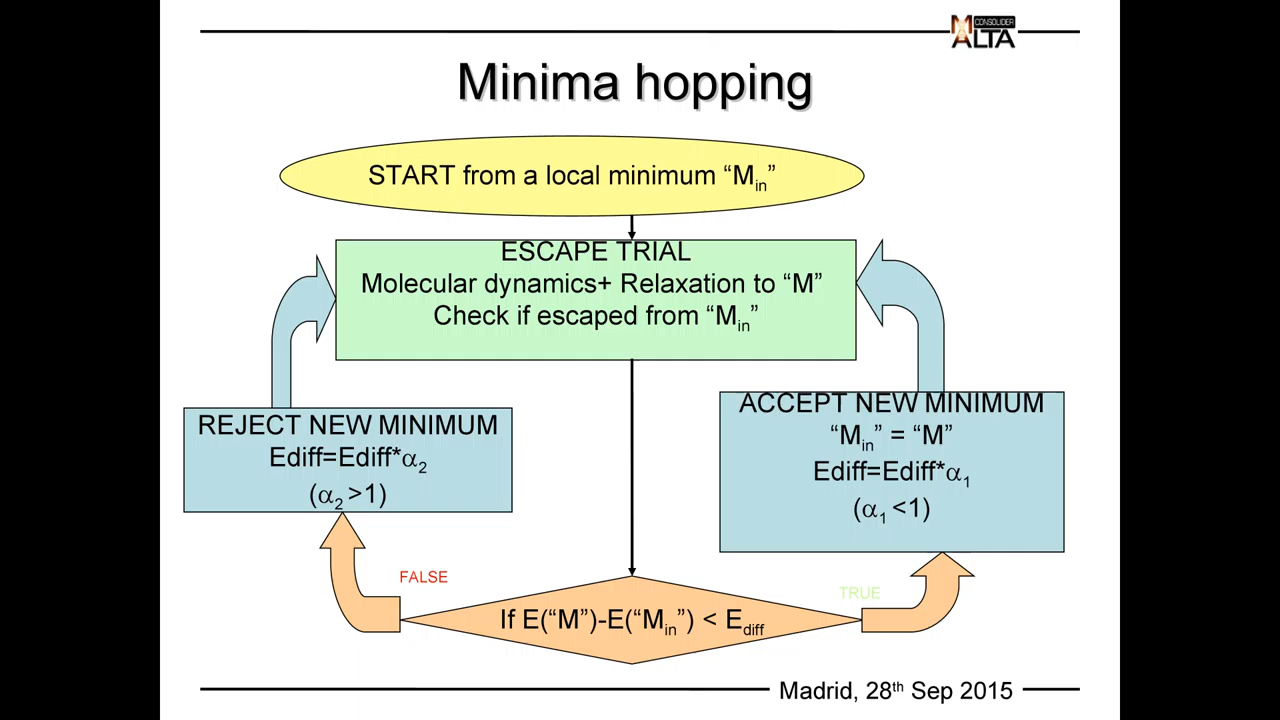 CONSOLIDER
MALTA
Minima hopping
START from a local minimum “Min”
ESCAPE TRIAL
Molecular dynamics+ Relaxation to “M”
Check if escaped from “Min”
REJECT NEW MINIMUM
Ediff=Ediff*α2
(α2 >1)
ACCEPT NEW MINIMUM
“Min” = “M”
Ediff=Ediff*α1
(α1 <1)
FALSE
TRUE
If E(“M”)-E(“Min”) < Ediff
Madrid, 28th Sep 2015